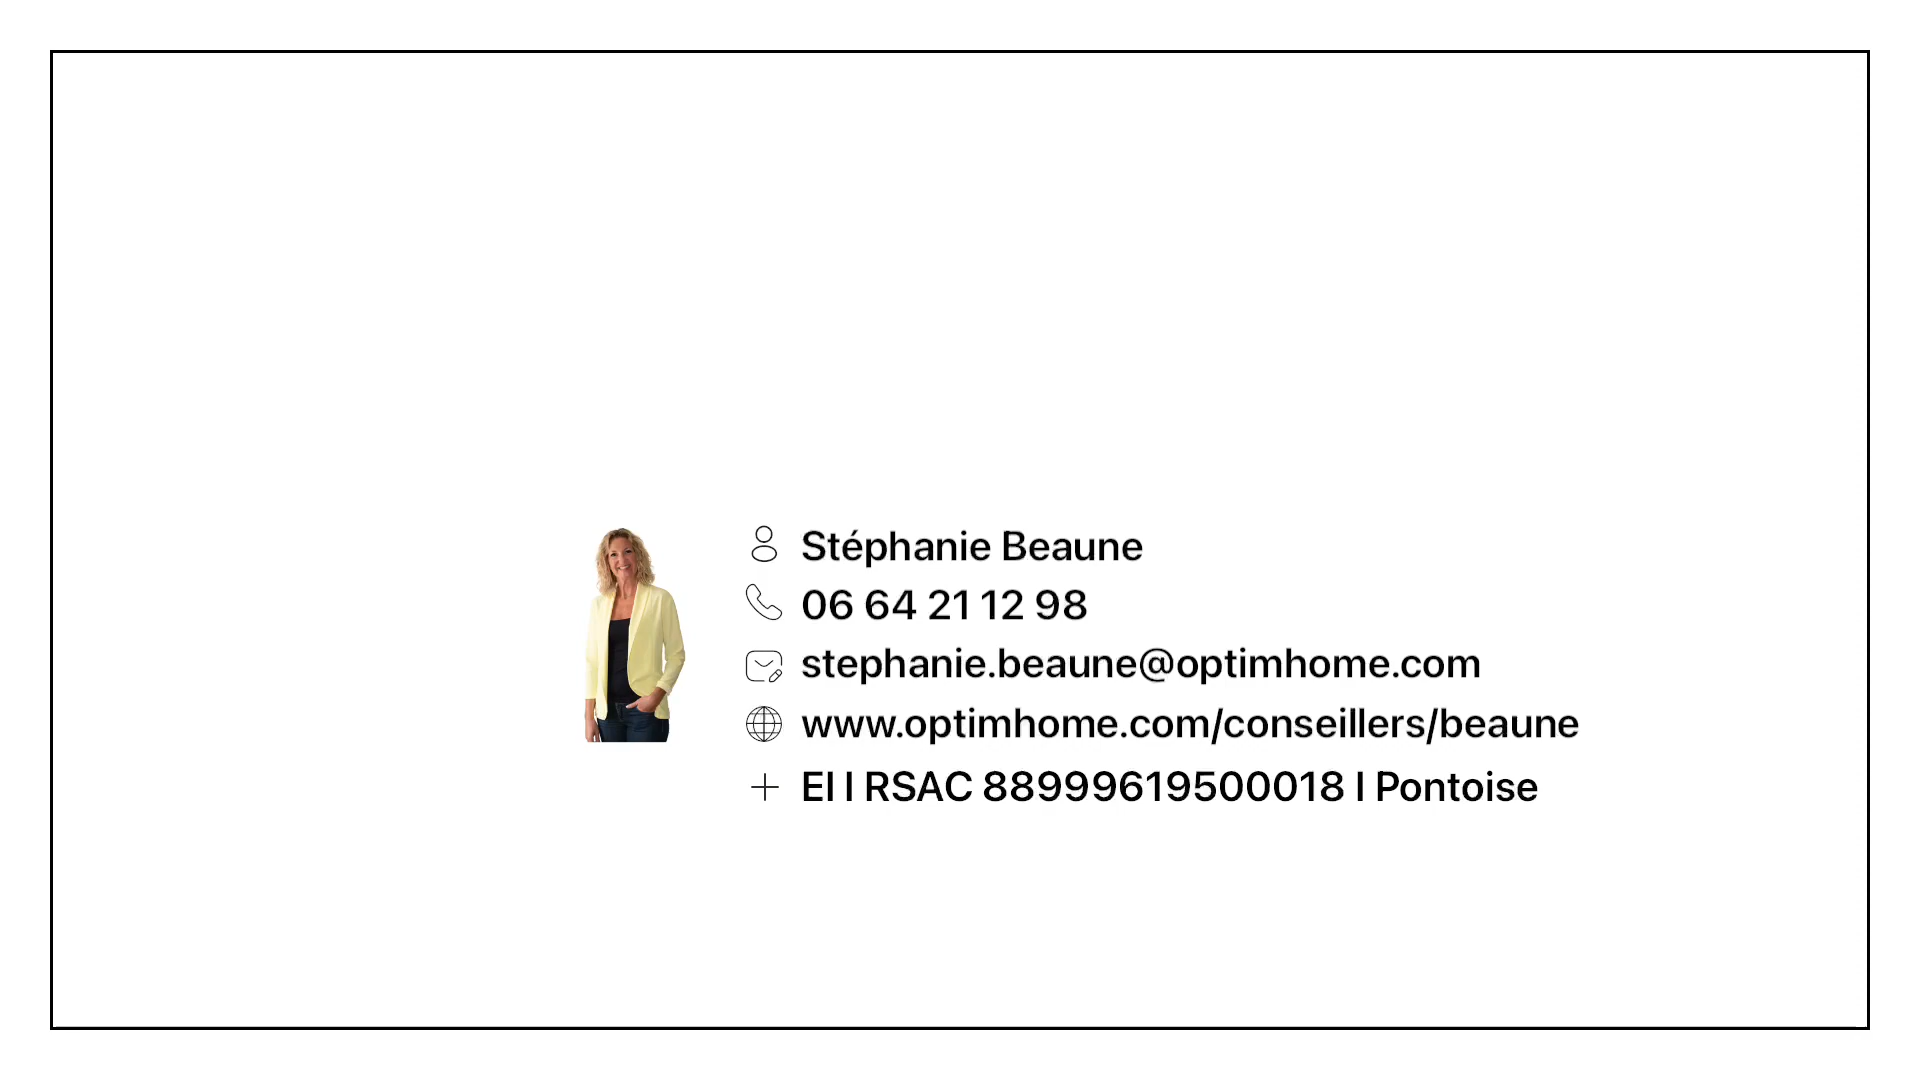 Stéphanie Beaune
06 64 21 12 98
stephanie.beaune@optimhome.com
www.optimhome.com/conseillers/beaune
EI I RSAC 88999619500018 I Pontoise